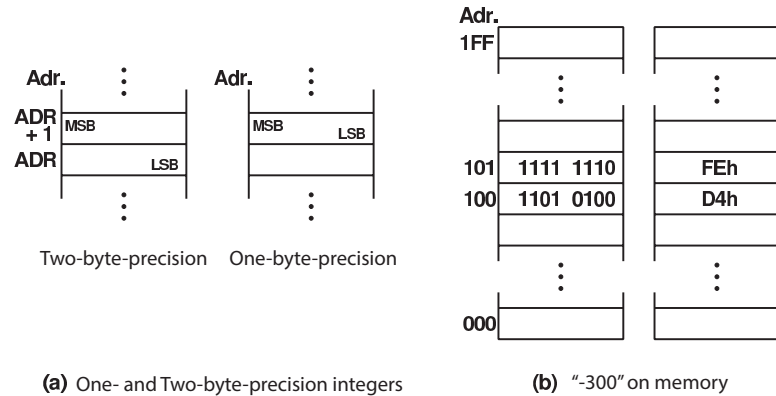 Adr.
Adr.
ADR
+ 1
MSB
MSB
LSB
ADR
LSB
Two-byte-precision
One-byte-precision
(a) One- and Two-byte-precision integers
Adr.
1FF
101 1111 1110 FEh
100 1101 0100 D4h
000
(b) "-300" on memory